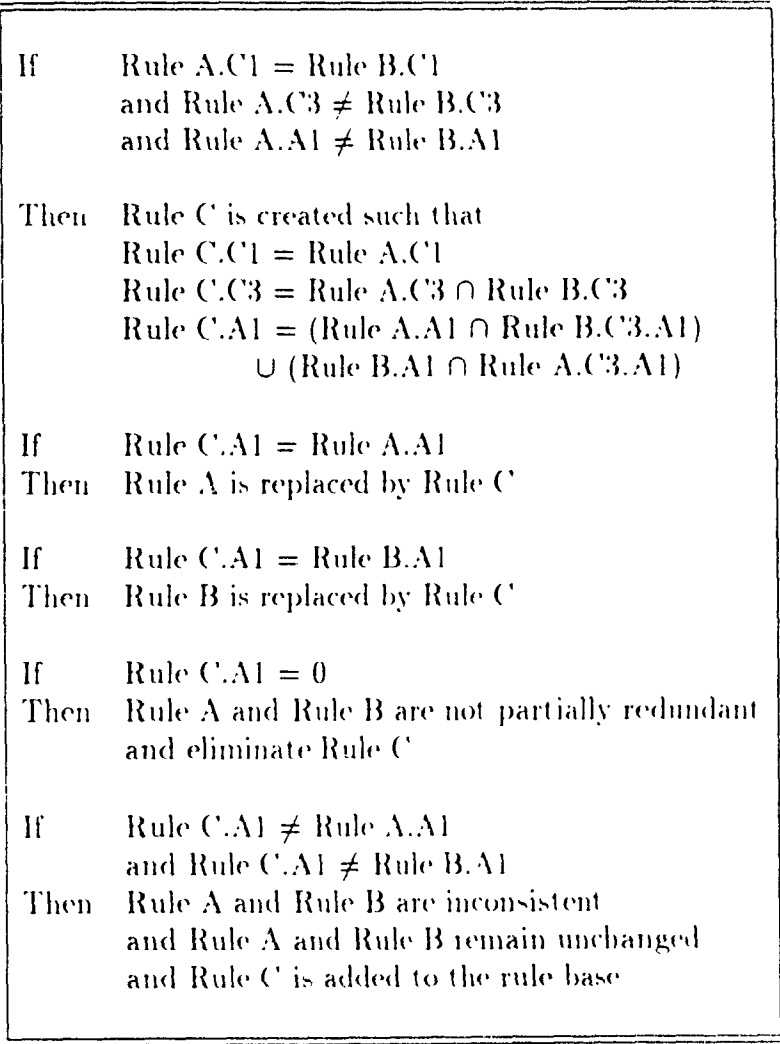 If Rule A.C1 = Rule B.C1
and Rule A.C3 ≠ Rule B.C3
and Rule A.A1 ≠ Rule B.A1
Then Rule C is created such that
Rule C.C1 = Rule A.C1
Rule C.C3 = Rule A.C3 ∩ Rule B.C3
Rule C.A1 = (Rule A.A1 ∩ Rule B.C3.A1)
∪ (Rule B.A1 ∩ Rule A.C3.A1)
If Rule C.A1 = Rule A.A1
Then Rule A is replaced by Rule C
If Rule C.A1 = Rule B.A1
Then Rule B is replaced by Rule C
If Rule C.A1 = 0
Then Rule A and Rule B are not partially redundant
and eliminate Rule C
If Rule C.A1 ≠ Rule A.A1
and Rule C.A1 ≠ Rule B.A1
Then Rule A and Rule B are inconsistent
and Rule A and Rule B remain unchanged
and Rule C is added to the rule base